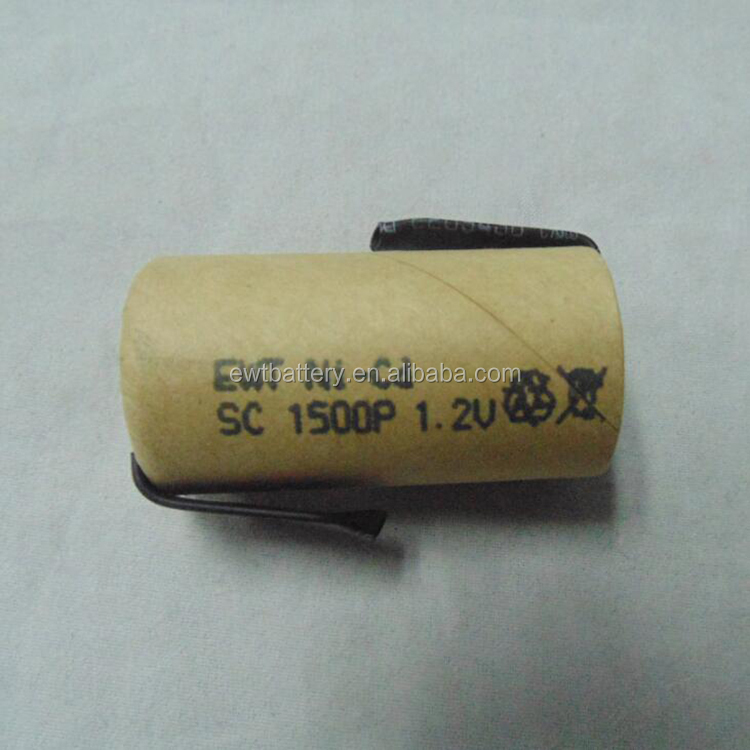 EWT Ni-Cd
ewtbattery.en.alibaba.com
SC 1500P 1.2V